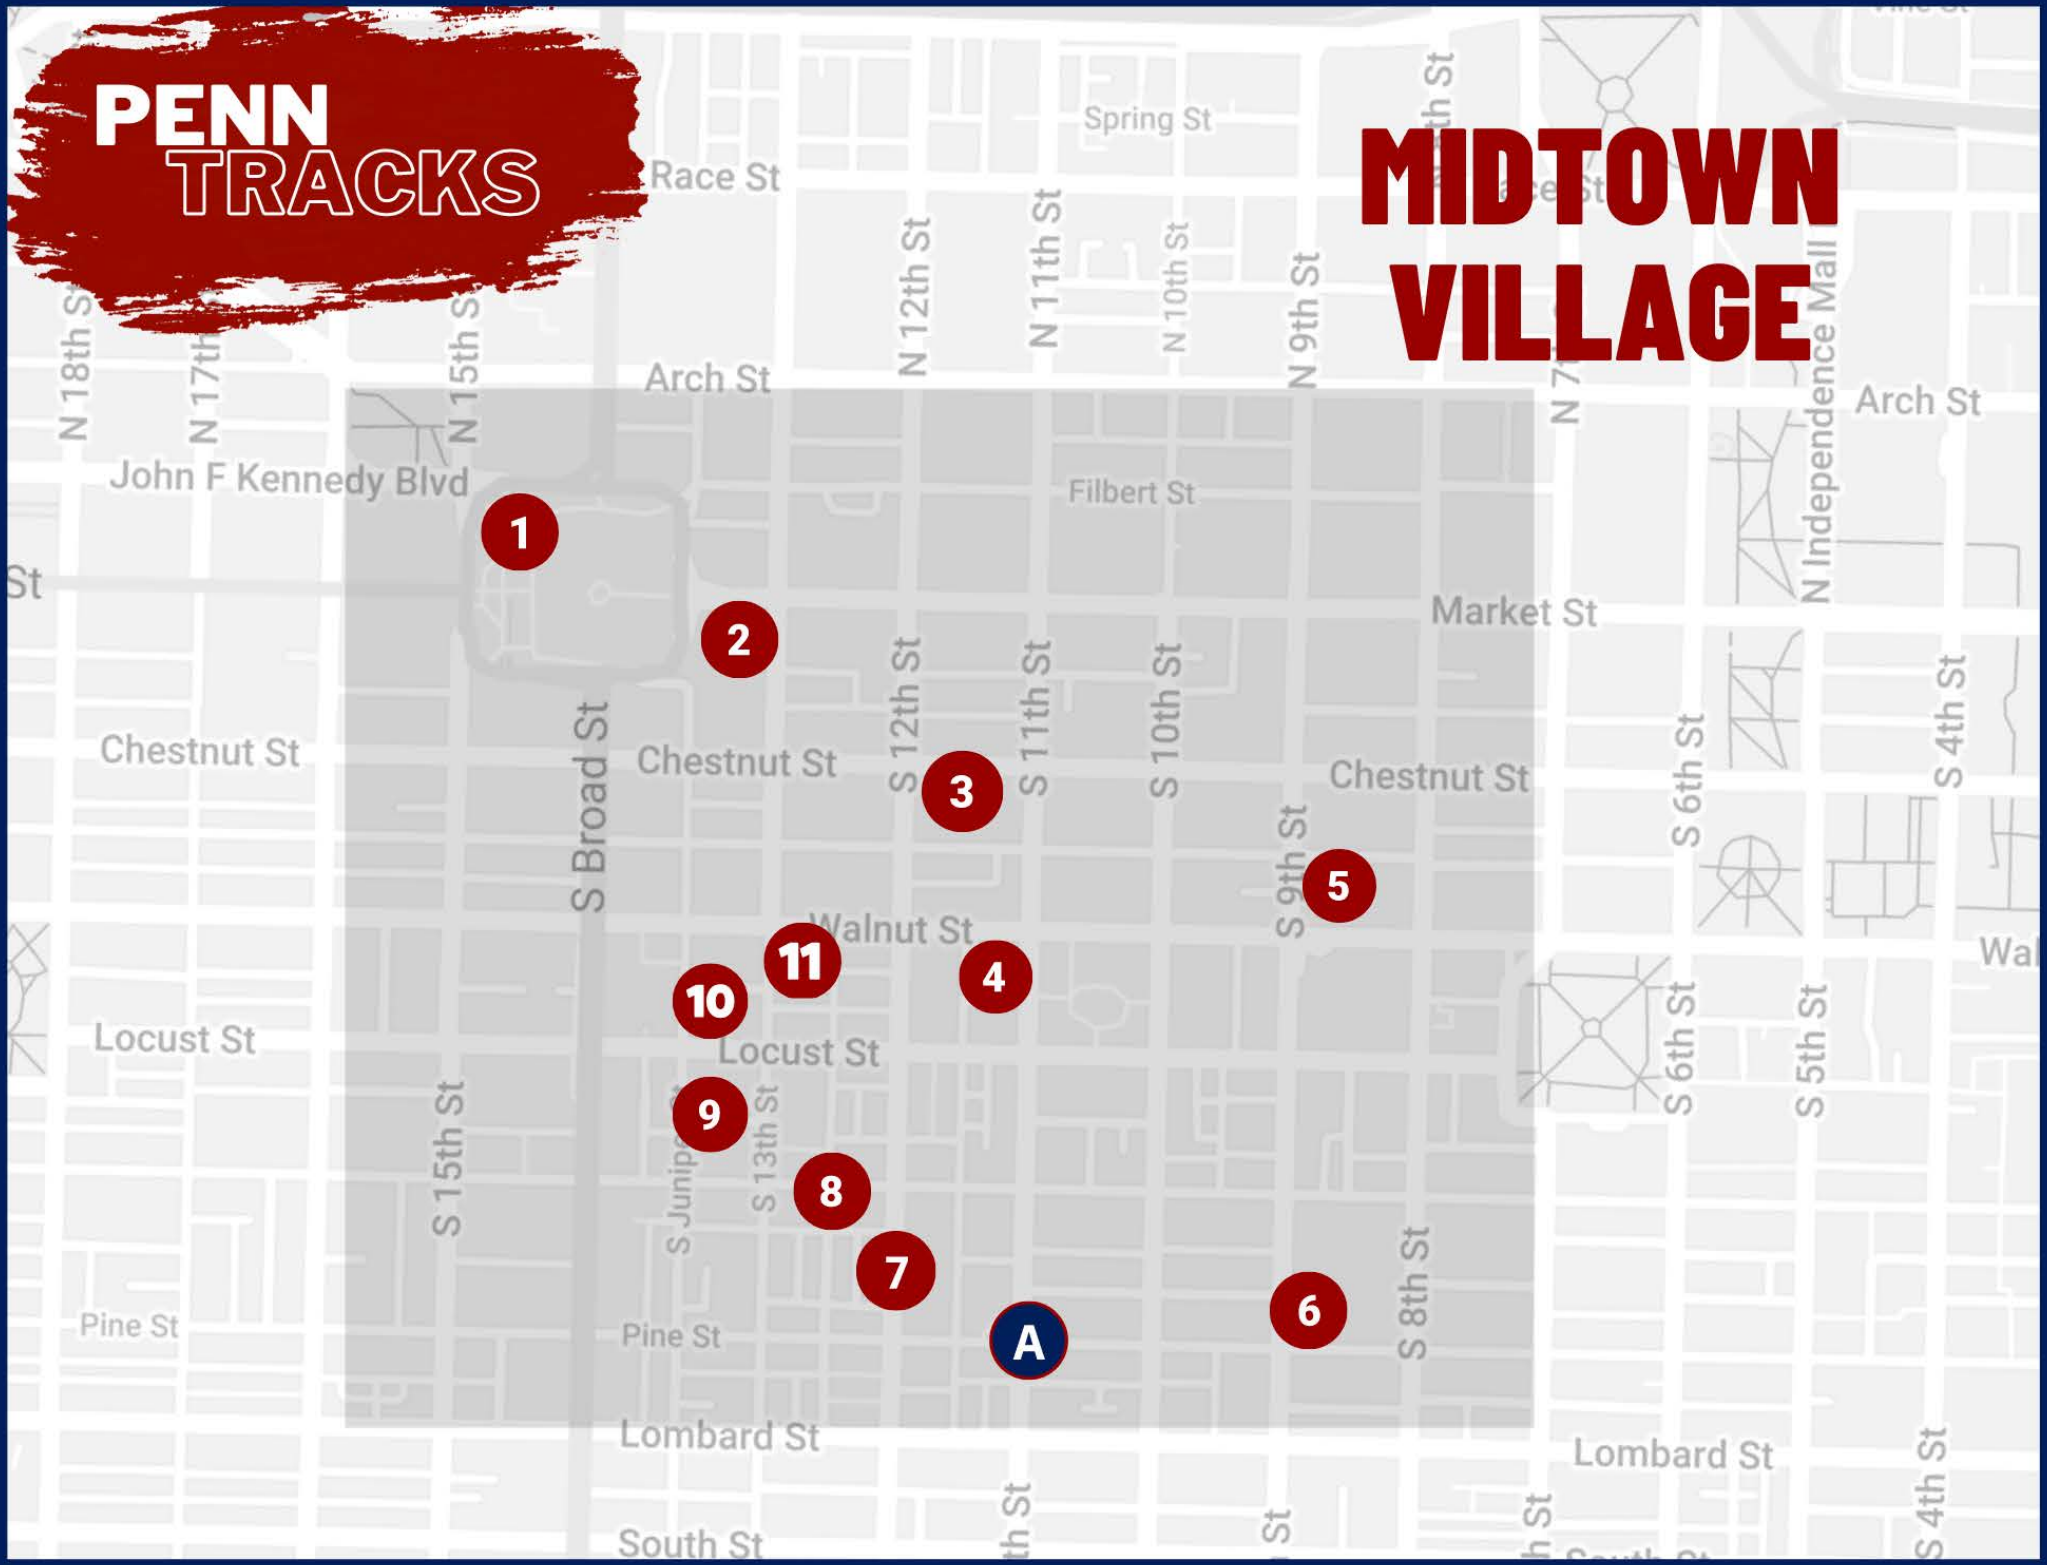 PENN
TRACKS
MIDTOWN
VILLAGE
Spring St
Race St
N 12th St
N 11th St
N 10th St
N 9th St
N 18th St
N 17th
N 15th S
Arch St
N Independence Mall
Arch St
John F Kennedy Blvd
Filbert St
1
St
Market St
2
S 12th St
S 11th St
S 10th St
S 4th St
S Broad St
S 6th St
Chestnut St
Chestnut St
3
Chestnut St
S 9th St
5
Walnut St
11
4
10
Locust St
Locust St
S 6th St
S 5th St
S 15th St
9
S 13th St
8
7
S 8th St
6
Pine St
Pine St
A
Lombard St
Lombard St
S 4th St
South St